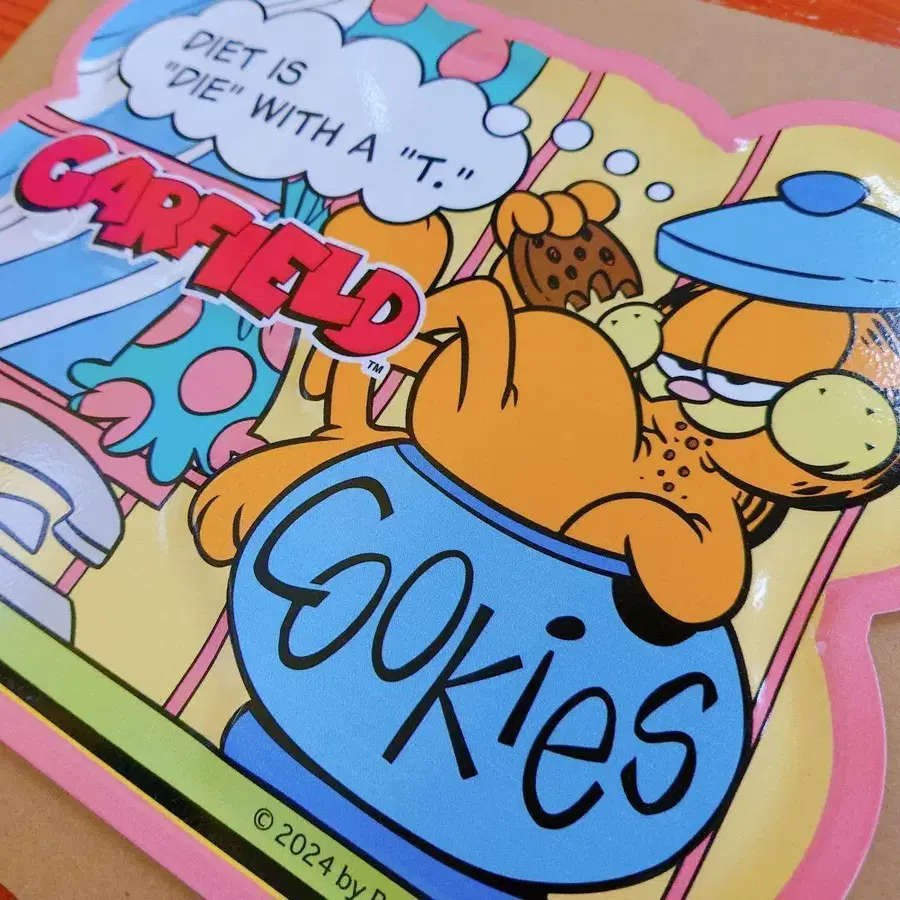 DIET IS
"DIE" WITH A "T."
GARFIELD
TM
Cookies
© 2024 by